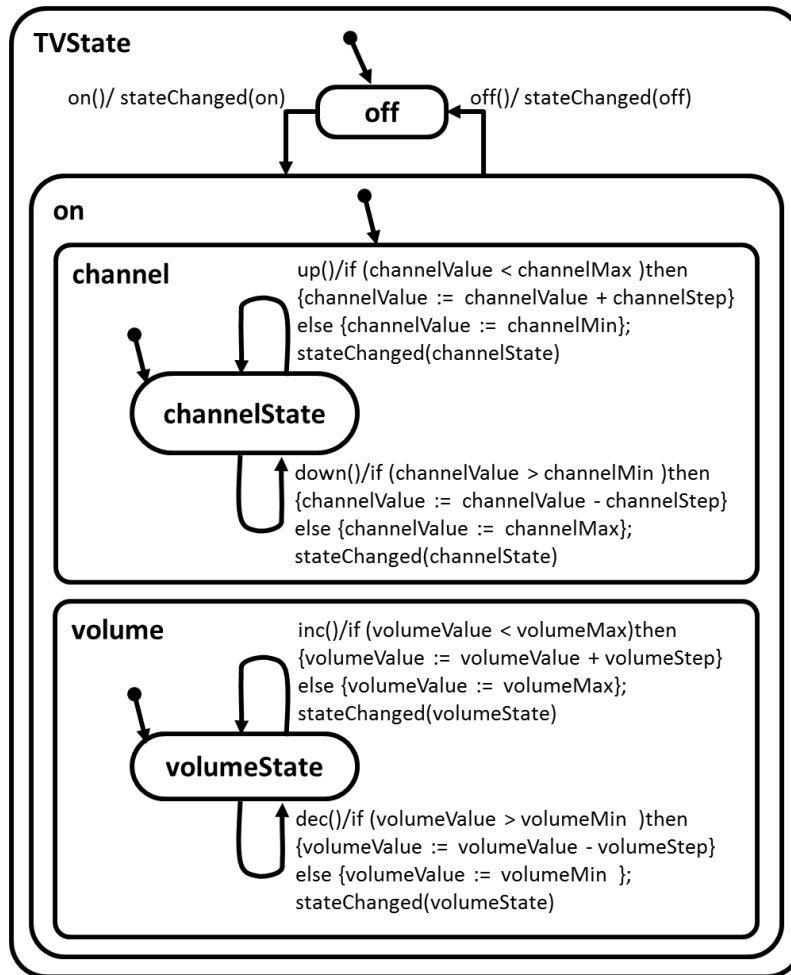 TVState
on()/ stateChanged(on)
off
off()/ stateChanged(off)
on
channel
up()/if (channelValue < channelMax )then
{channelValue := channelValue + channelStep}
else {channelValue := channelMin};
stateChanged(channelState)
channelState
down()/if (channelValue > channelMin )then
{channelValue := channelValue - channelStep}
else {channelValue := channelMax};
stateChanged(channelState)
volume
inc()/if (volumeValue < volumeMax)then
{volumeValue := volumeValue + volumeStep}
else {volumeValue := volumeMax};
stateChanged(volumeState)
volumeState
dec()/if (volumeValue > volumeMin )then
{volumeValue := volumeValue - volumeStep}
else {volumeValue := volumeMin };
stateChanged(volumeState)